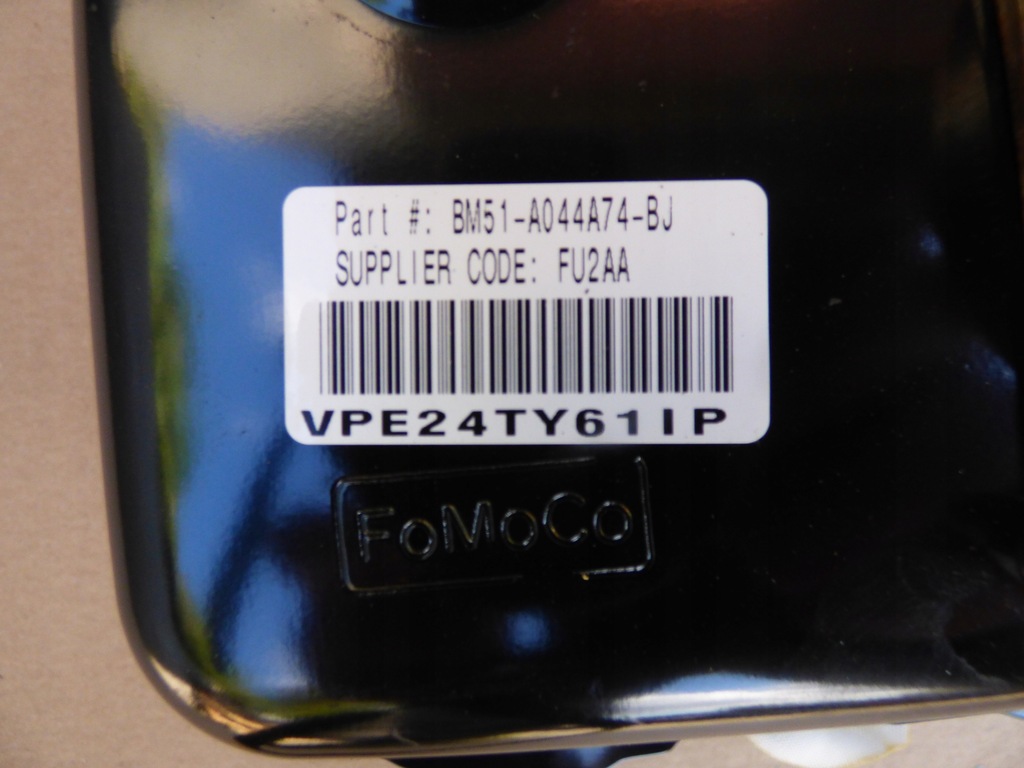 Part #: BM51-A044A74-BJ
SUPPLIER CODE: FU2AA
VPE24TY61IP
FoMoCo